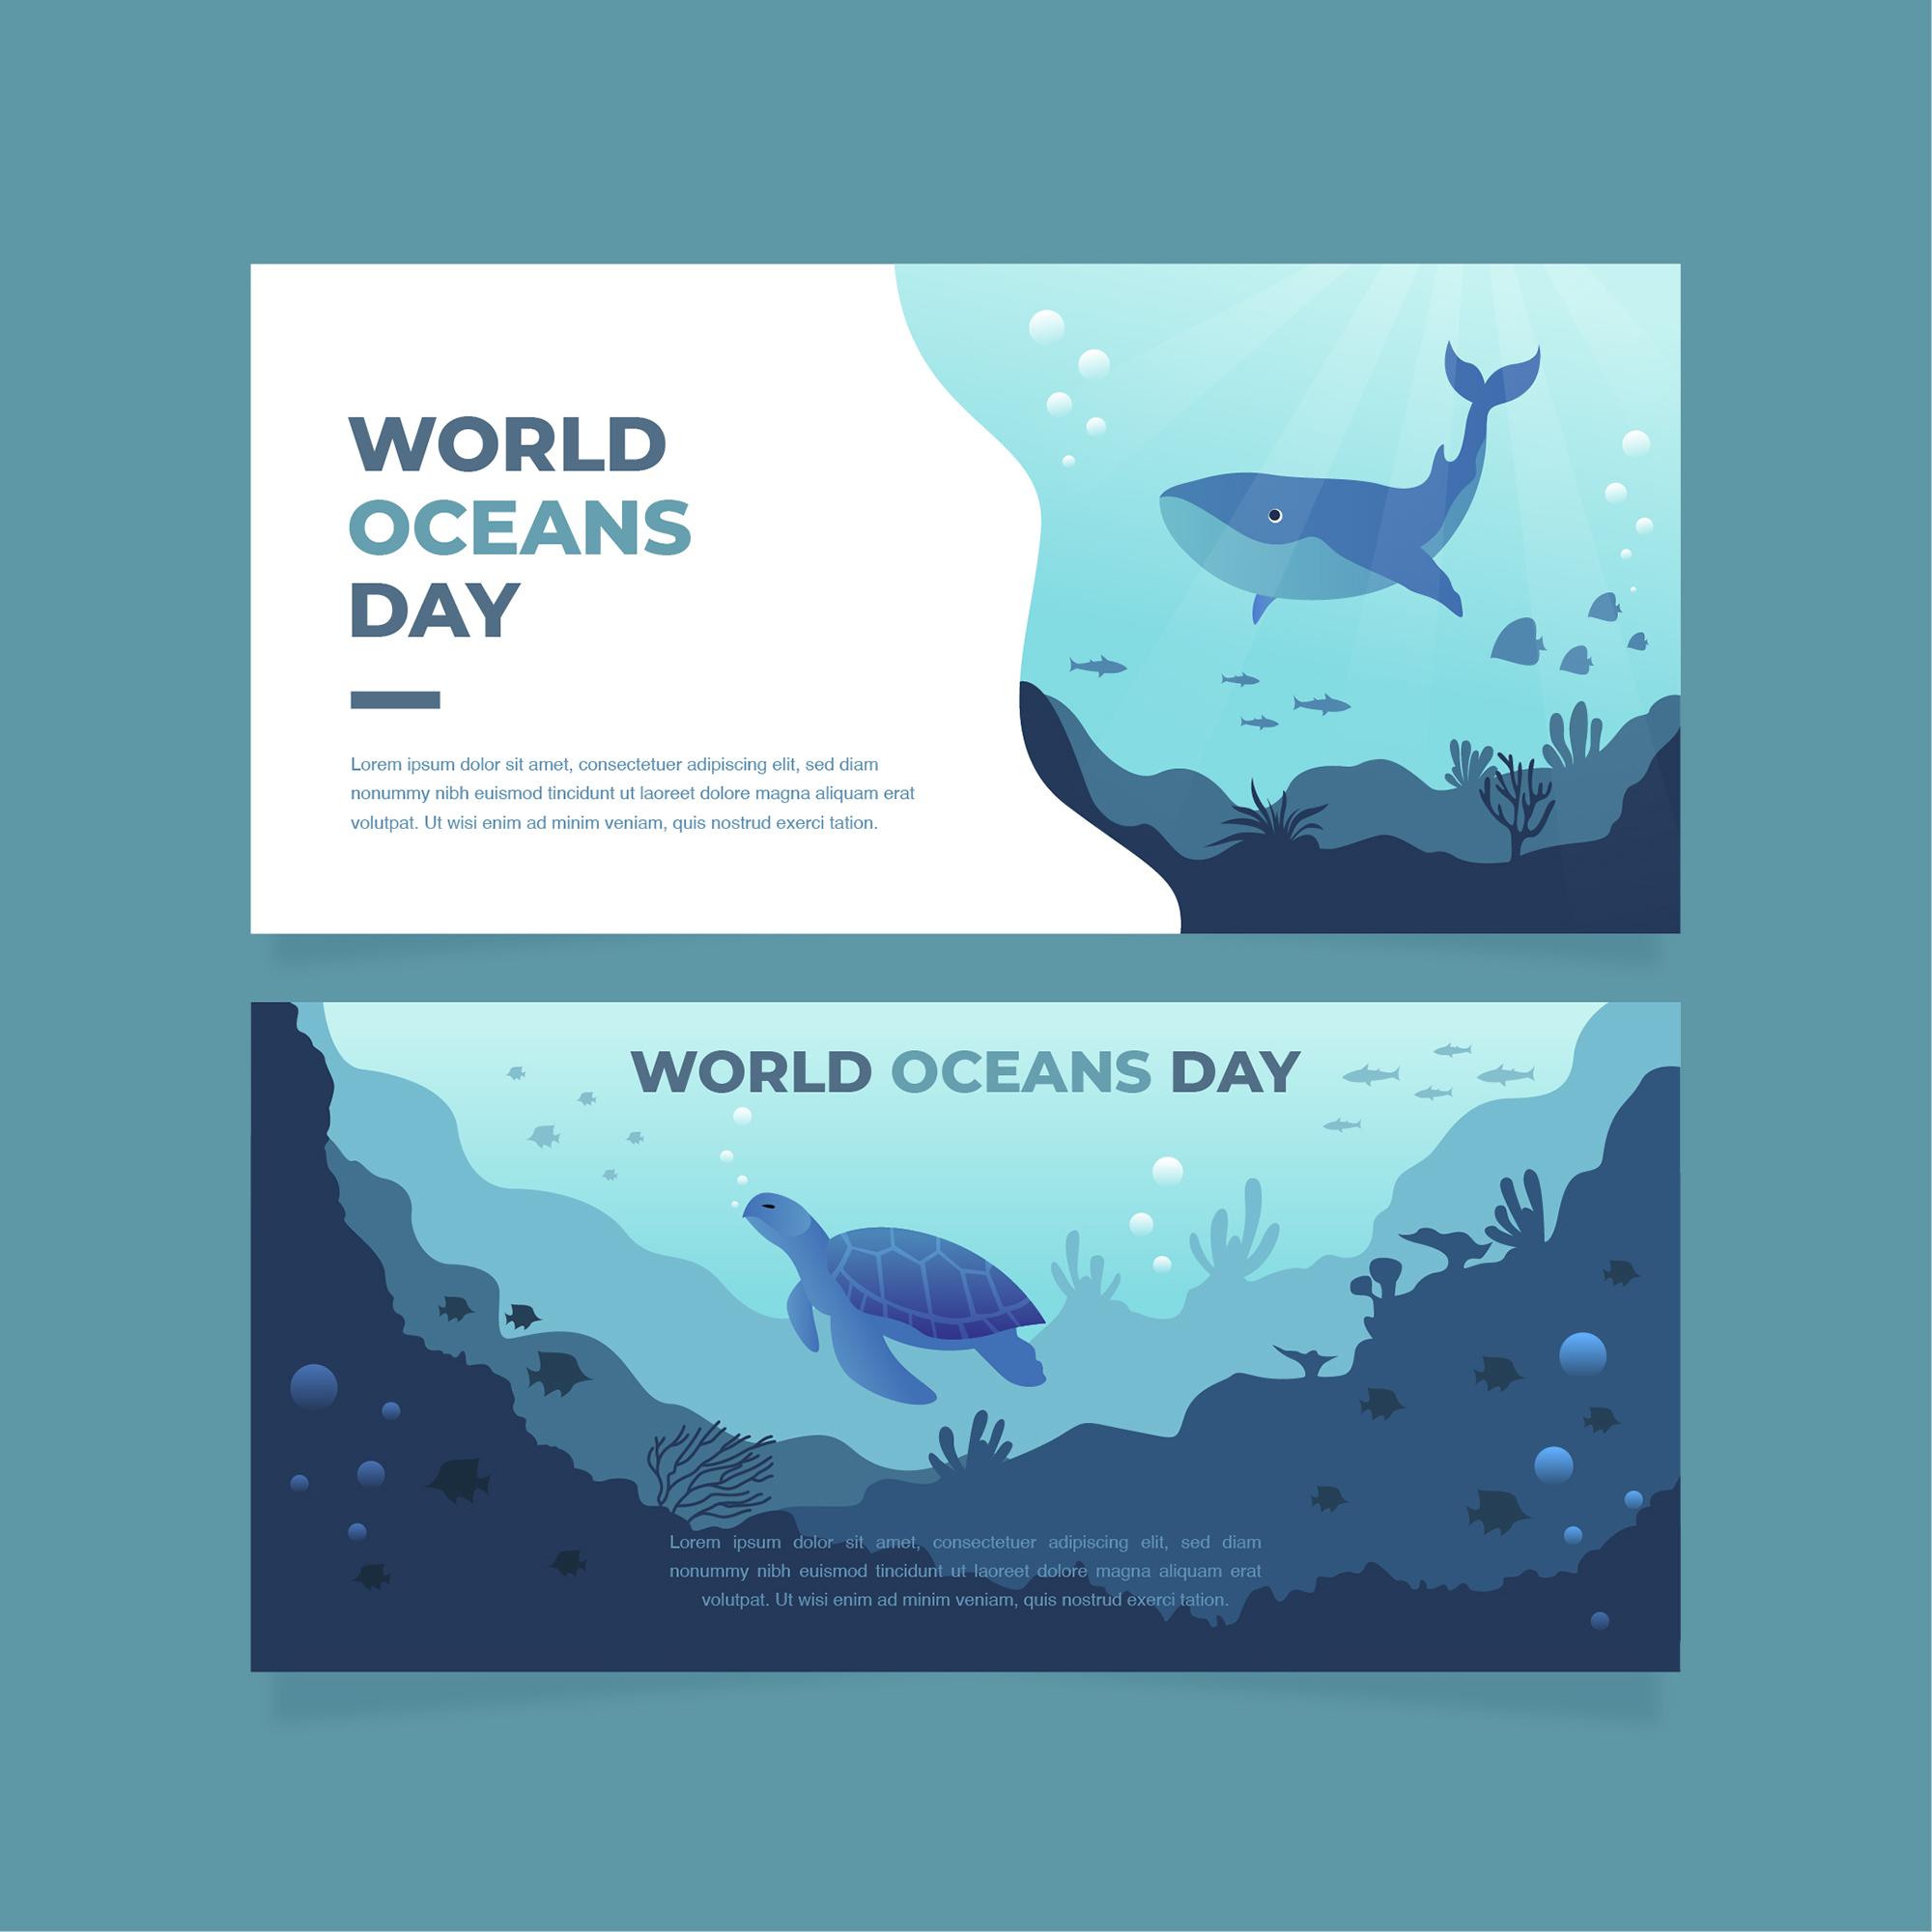 WORLD
OCEANS
DAY
Lorem ipsum dolor sit amet, consectetuer adipiscing elit, sed diam
nonummy nibh euismod tincidunt ut laoreet dolore magna aliquam erat
volutpat. Ut wisi enim ad minim veniam, quis nostrud exerci tation.
WORLD OCEANS DAY
Lorem ipsum dolor sit amet, consectetuer adipiscing elit, sed diam
nonummy nibh euismod tincidunt ut laoreet dolore magna aliquam erat
volutpat. Ut wisi enim ad minim veniam, quis nostrud exerci tation.